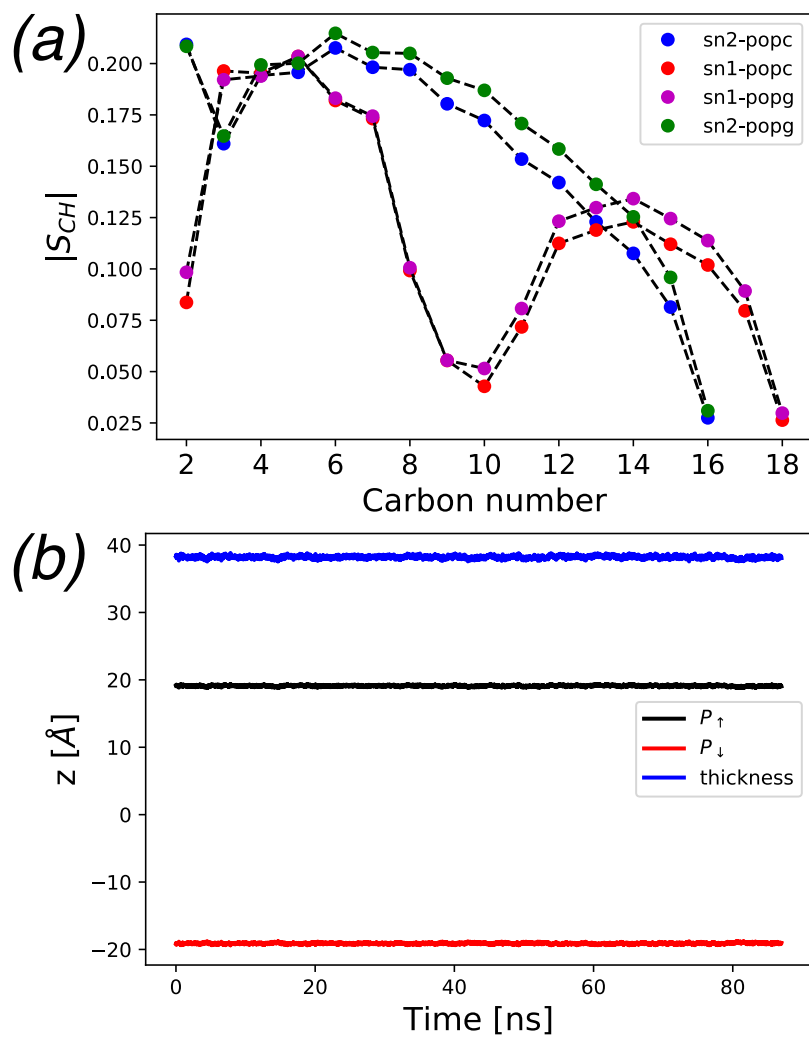 (a)
0.200
0.175
0.150
0.125
0.100
0.075
0.050
0.025
|S_{CH}|
sn2-popc
sn1-popc
sn1-popg
sn2-popg
2 4 6 8 10 12 14 16 18
Carbon number
(b)
40
30
20
10
0
−10
−20
z [Å]
P↑
P↓
thickness
0 20 40 60 80
Time [ns]